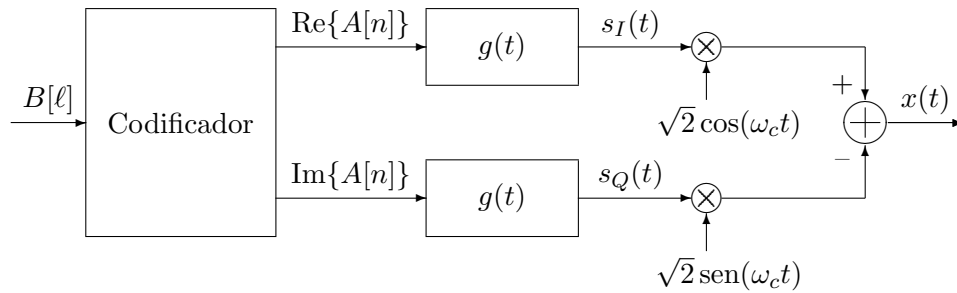 B[ℓ]
Codificador
Re{A[n]}
g(t)
s_I(t)
×
√2 cos(ω_c t)
+
+
x(t)
−
Im{A[n]}
g(t)
s_Q(t)
×
√2 sen(ω_c t)